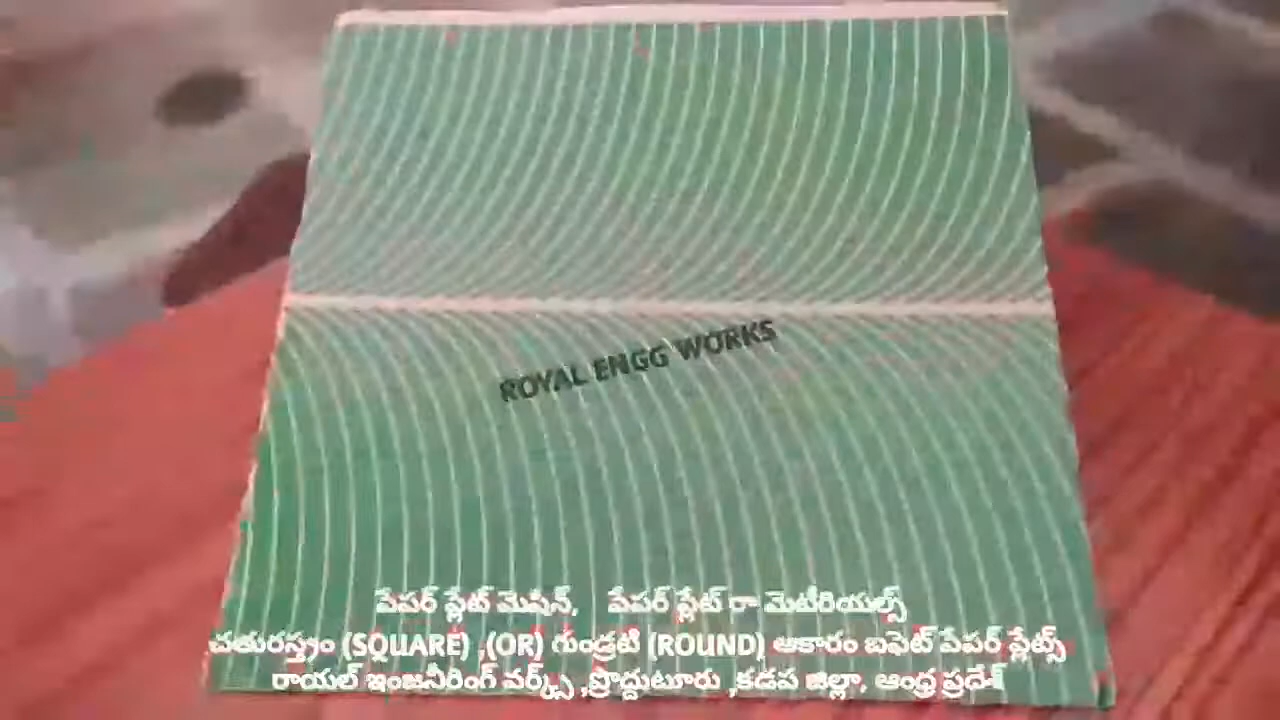 ROYAL ENGG WORKS
పేపర్ ప్లేట్ మెషిన్, పేపర్ ప్లేట్ రా మెటీరియల్స్
చతురస్త్రం (SQUARE) ,(OR) గుండ్రటి (ROUND) ఆకారం బఫెట్ పేపర్ ప్లేట్స్
రాయల్ ఇంజనీరింగ్ వర్క్స్ ,ప్రొద్దుటూరు ,కడప జిల్లా, ఆంధ్ర ప్రదేశ్